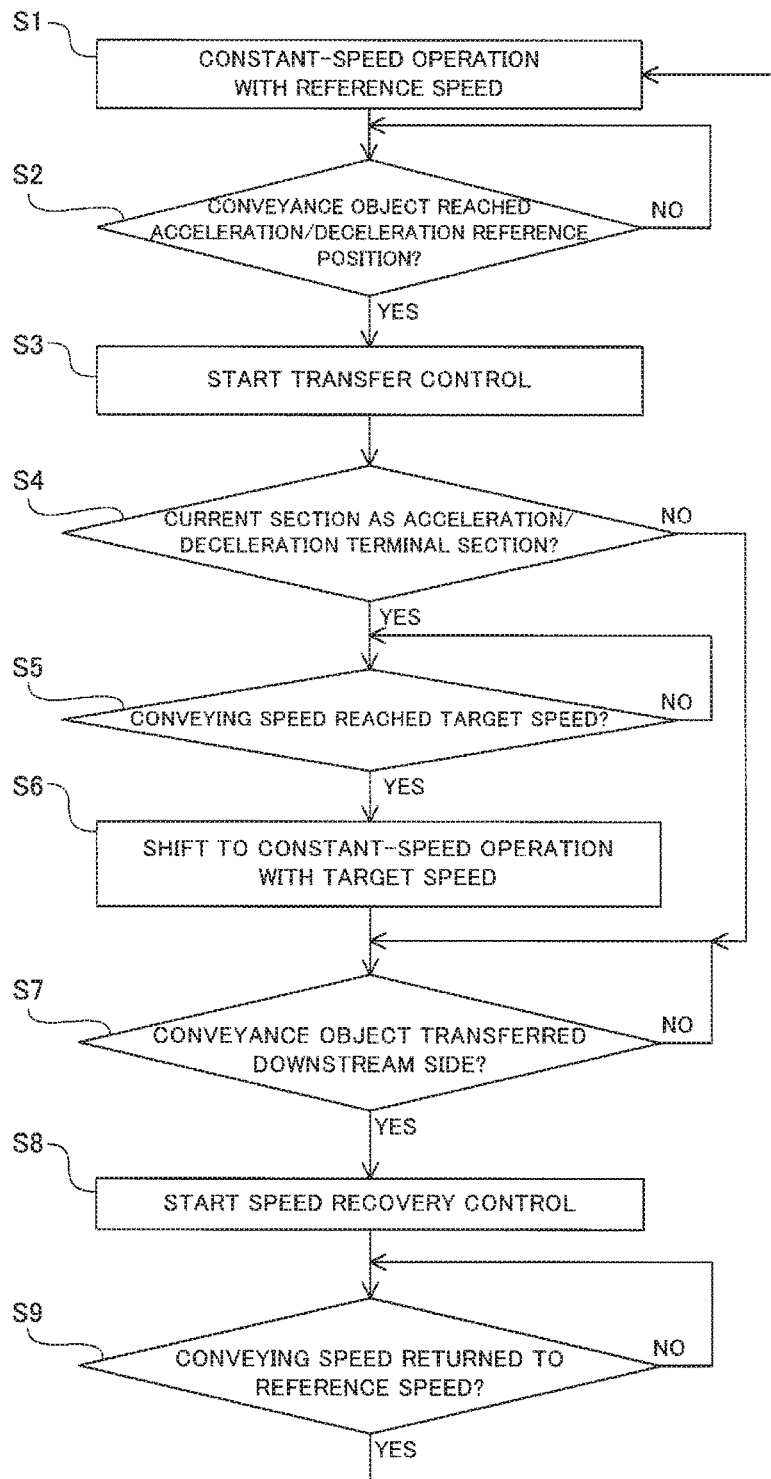 S1
CONSTANT-SPEED OPERATION
WITH REFERENCE SPEED
S2
CONVEYANCE OBJECT REACHED
ACCELERATION/DECELERATION REFERENCE
POSITION?
NO
YES
S3
START TRANSFER CONTROL
S4
CURRENT SECTION AS ACCELERATION/
DECELERATION TERMINAL SECTION?
NO
YES
S5
CONVEYING SPEED REACHED TARGET SPEED?
NO
YES
S6
SHIFT TO CONSTANT-SPEED OPERATION
WITH TARGET SPEED
S7
CONVEYANCE OBJECT TRANSFERRED
DOWNSTREAM SIDE?
NO
YES
S8
START SPEED RECOVERY CONTROL
S9
CONVEYING SPEED RETURNED TO
REFERENCE SPEED?
NO
YES